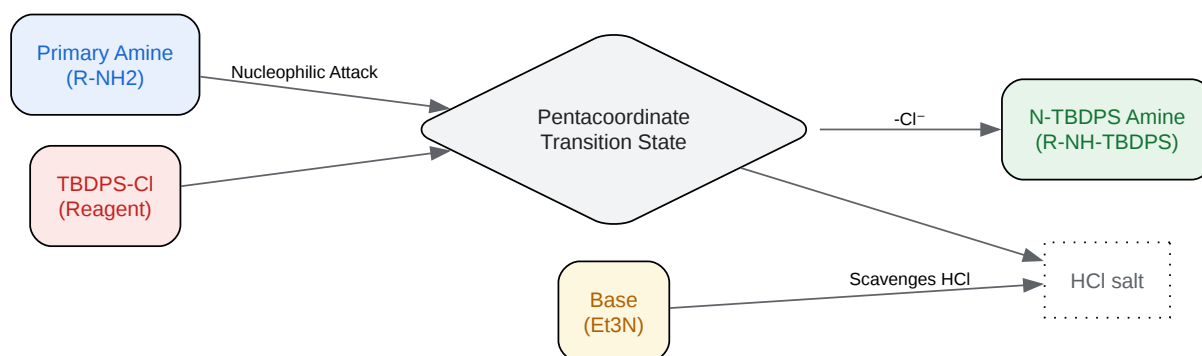 Primary Amine
(R-NH2)
Nucleophilic Attack
TBDPS-Cl
(Reagent)
Pentacoordinate
Transition State
-Cl⁻
N-TBDPS Amine
(R-NH-TBDPS)
Base
(Et3N)
Scavenges HCl
HCl salt